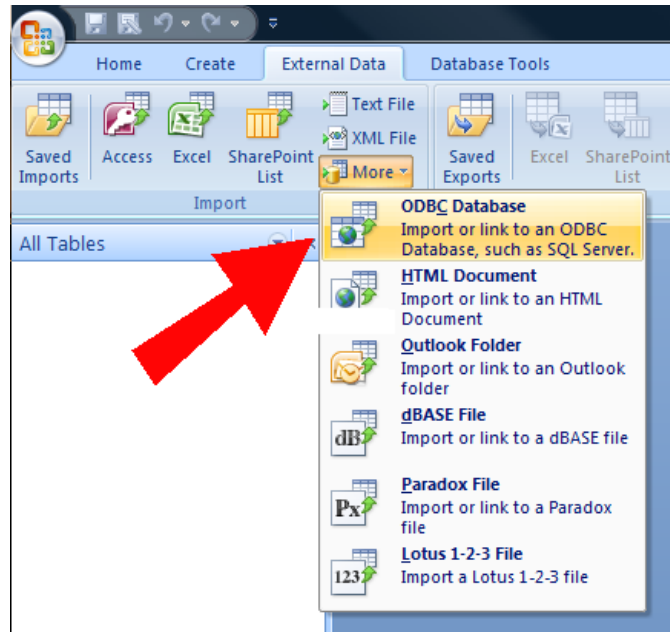 Home Create External Data Database Tools
Text File
XML File
Saved Imports
Access
Excel
SharePoint List
More
Saved Exports
Excel
SharePoint List
Import
All Tables
ODBC Database
Import or link to an ODBC
Database, such as SQL Server.
HTML Document
Import or link to an HTML
Document
Outlook Folder
Import or link to an Outlook
folder
dBASE File
Import or link to a dBASE file
Paradox File
Import or link to a Paradox
file
Lotus 1-2-3 File
Import a Lotus 1-2-3 file
dB
Px
123